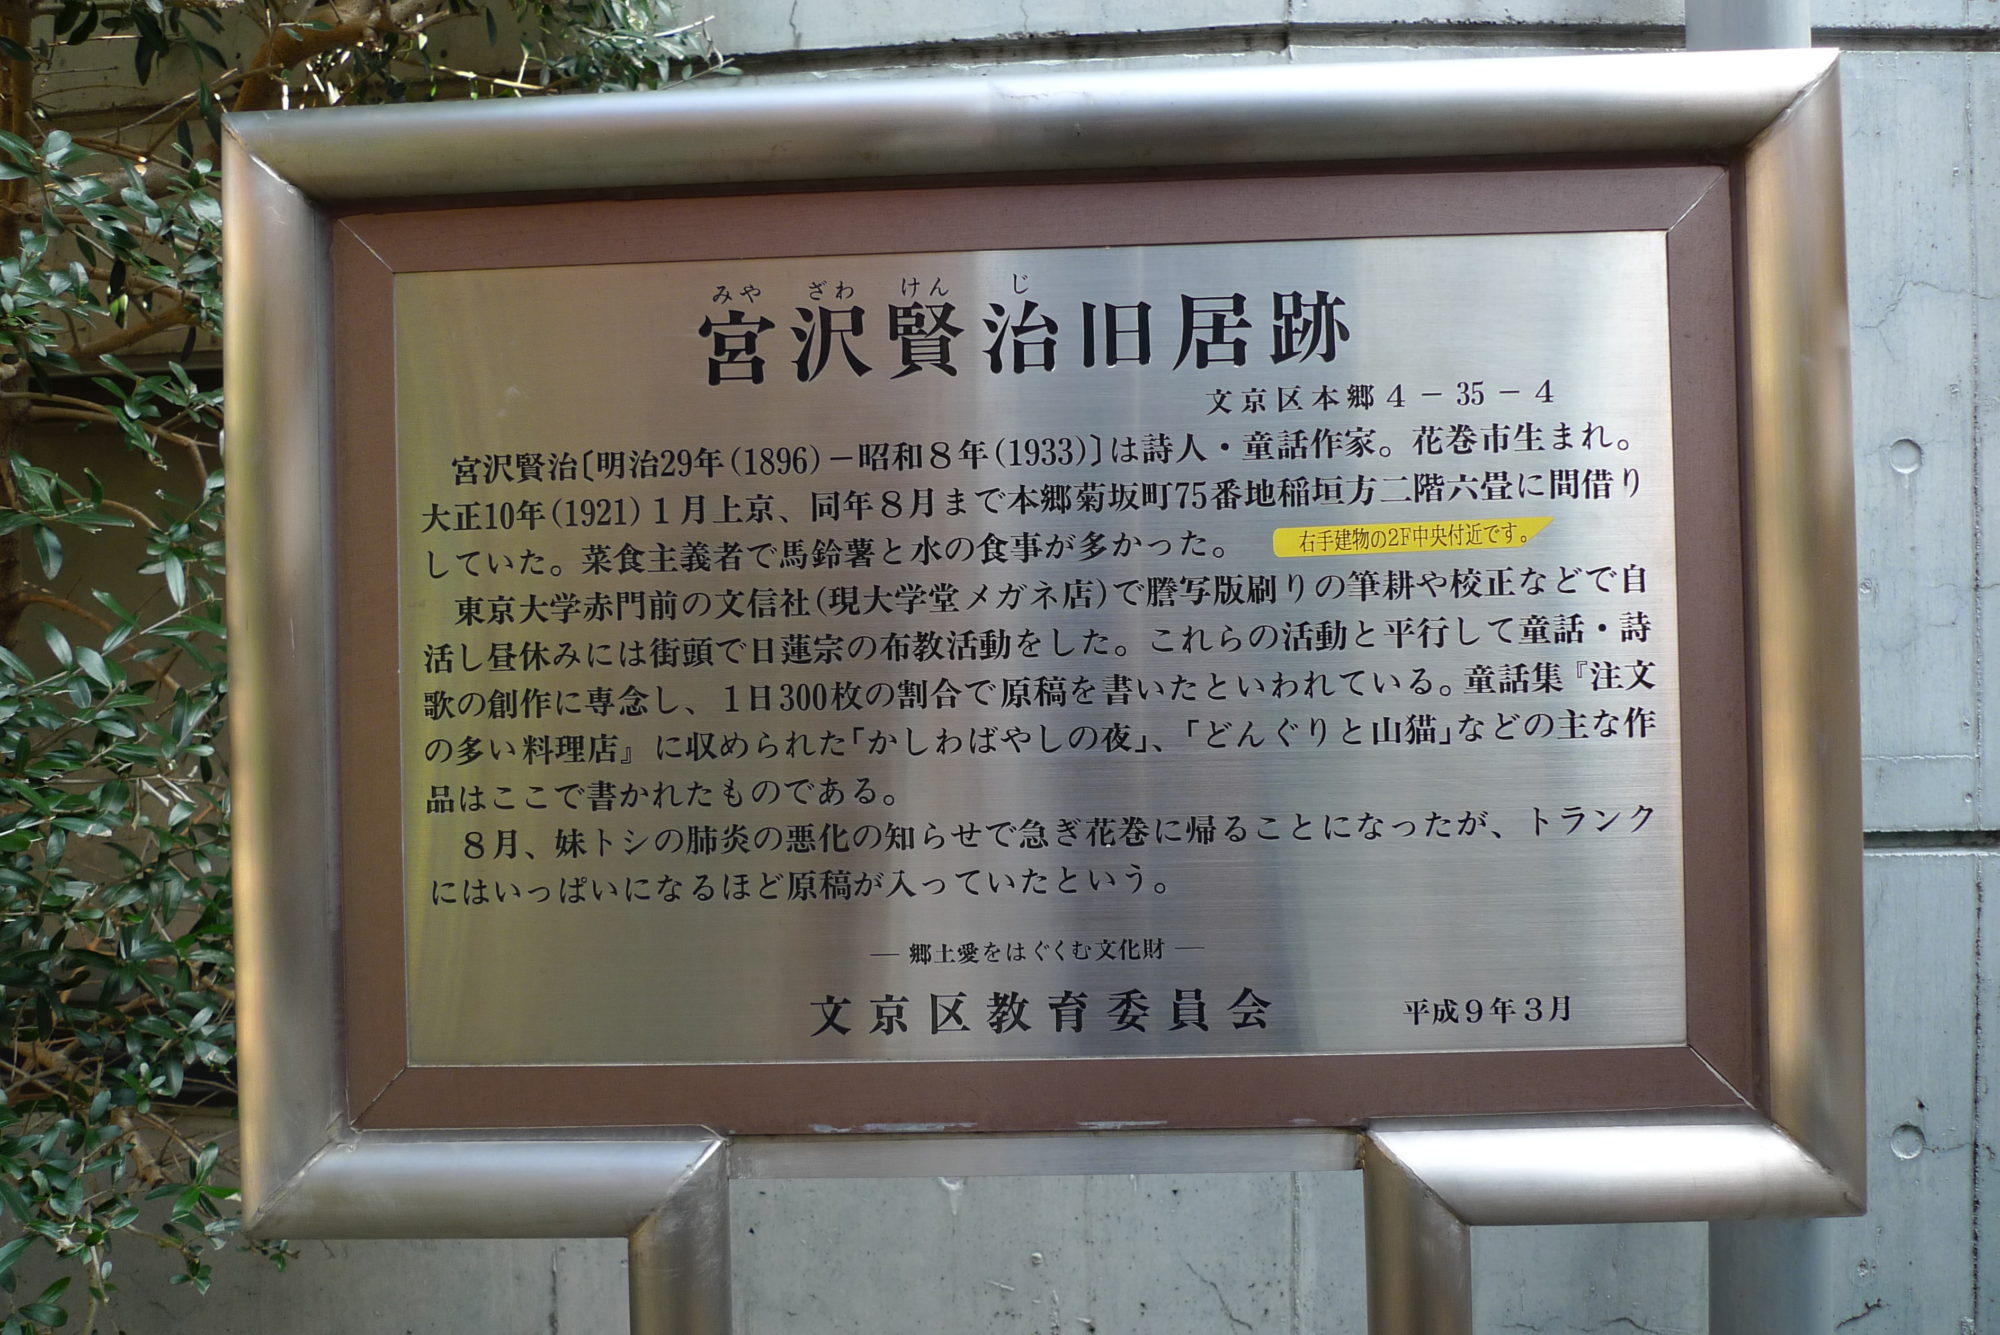 みやざわけんじ
宮沢賢治旧居跡
文京区本郷4－35－4
宮沢賢治〔明治29年(1896)－昭和8年(1933)〕は詩人・童話作家。花巻市生まれ。
大正10年(1921)1月上京、同年8月まで本郷菊坂町75番地稲垣方二階六畳に間借り
していた。菜食主義者で馬鈴薯と水の食事が多かった。
右手建物の2F中央付近です。
東京大学赤門前の文信社(現大学堂メガネ店)で謄写版刷りの筆耕や校正などで自
活し昼休みには街頭で日蓮宗の布教活動をした。これらの活動と平行して童話・詩
歌の創作に専念し、1日300枚の割合で原稿を書いたといわれている。童話集『注文
の多い料理店』に収められた「かしわばやしの夜」、「どんぐりと山猫」などの主な作
品はここで書かれたものである。
8月、妹トシの肺炎の悪化の知らせで急ぎ花巻に帰ることになったが、トランク
にはいっぱいになるほど原稿が入っていたという。
―郷土愛をはぐくむ文化財―
文京区教育委員会 平成9年3月